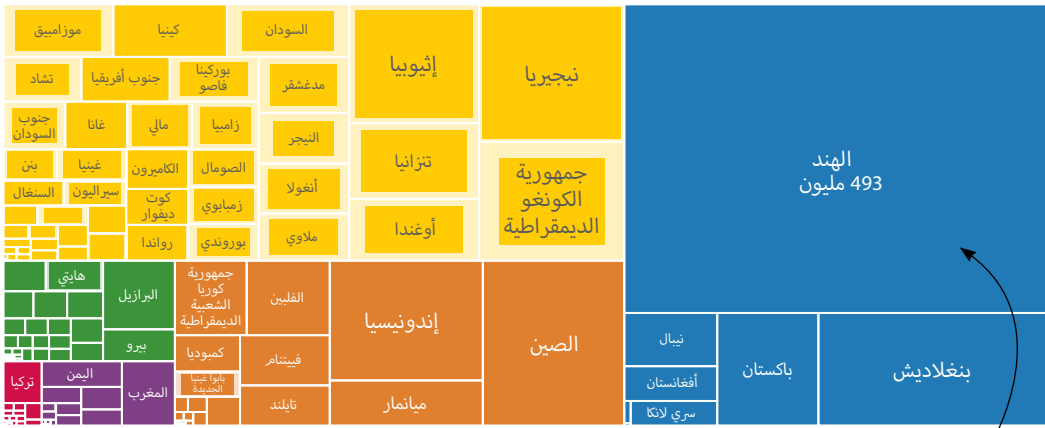 موزامبيق
كينيا
السودان
إثيوبيا
نيجيريا
الهند
493 مليون
تشاد
جنوب أفريقيا
بوركينا
فاصو
مدغشقر
جنوب
السودان
غانا
مالي
زامبيا
النيجر
تنزانيا
جمهورية
الكونغو
الديمقراطية
بنن
غينيا
الكاميرون
الصومال
أنغولا
السنغال
سيراليون
كوت
ديفوار
زمبابوي
أوغندا
رواندا
بوروندي
ملاوي
هايتي
البرازيل
جمهورية
كوريا
الشعبية
الديمقراطية
الفلبين
إندونيسيا
الصين
بيرو
كمبوديا
فييتنام
نيبال
باكستان
بنغلاديش
تركيا
اليمن
المغرب
بابوا غينيا
الجديدة
تايلند
ميانمار
أفغانستان
سري لانكا